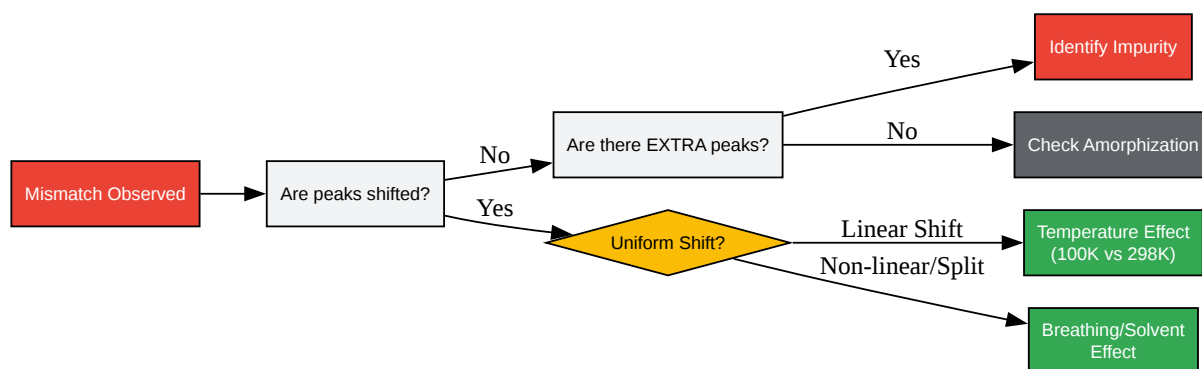 Mismatch Observed
Are peaks shifted?
No
Yes
Are there EXTRA peaks?
Uniform Shift?
Yes
No
Linear Shift
Non-linear/Split
Identify Impurity
Check Amorphization
Temperature Effect
(100K vs 298K)
Breathing/Solvent
Effect